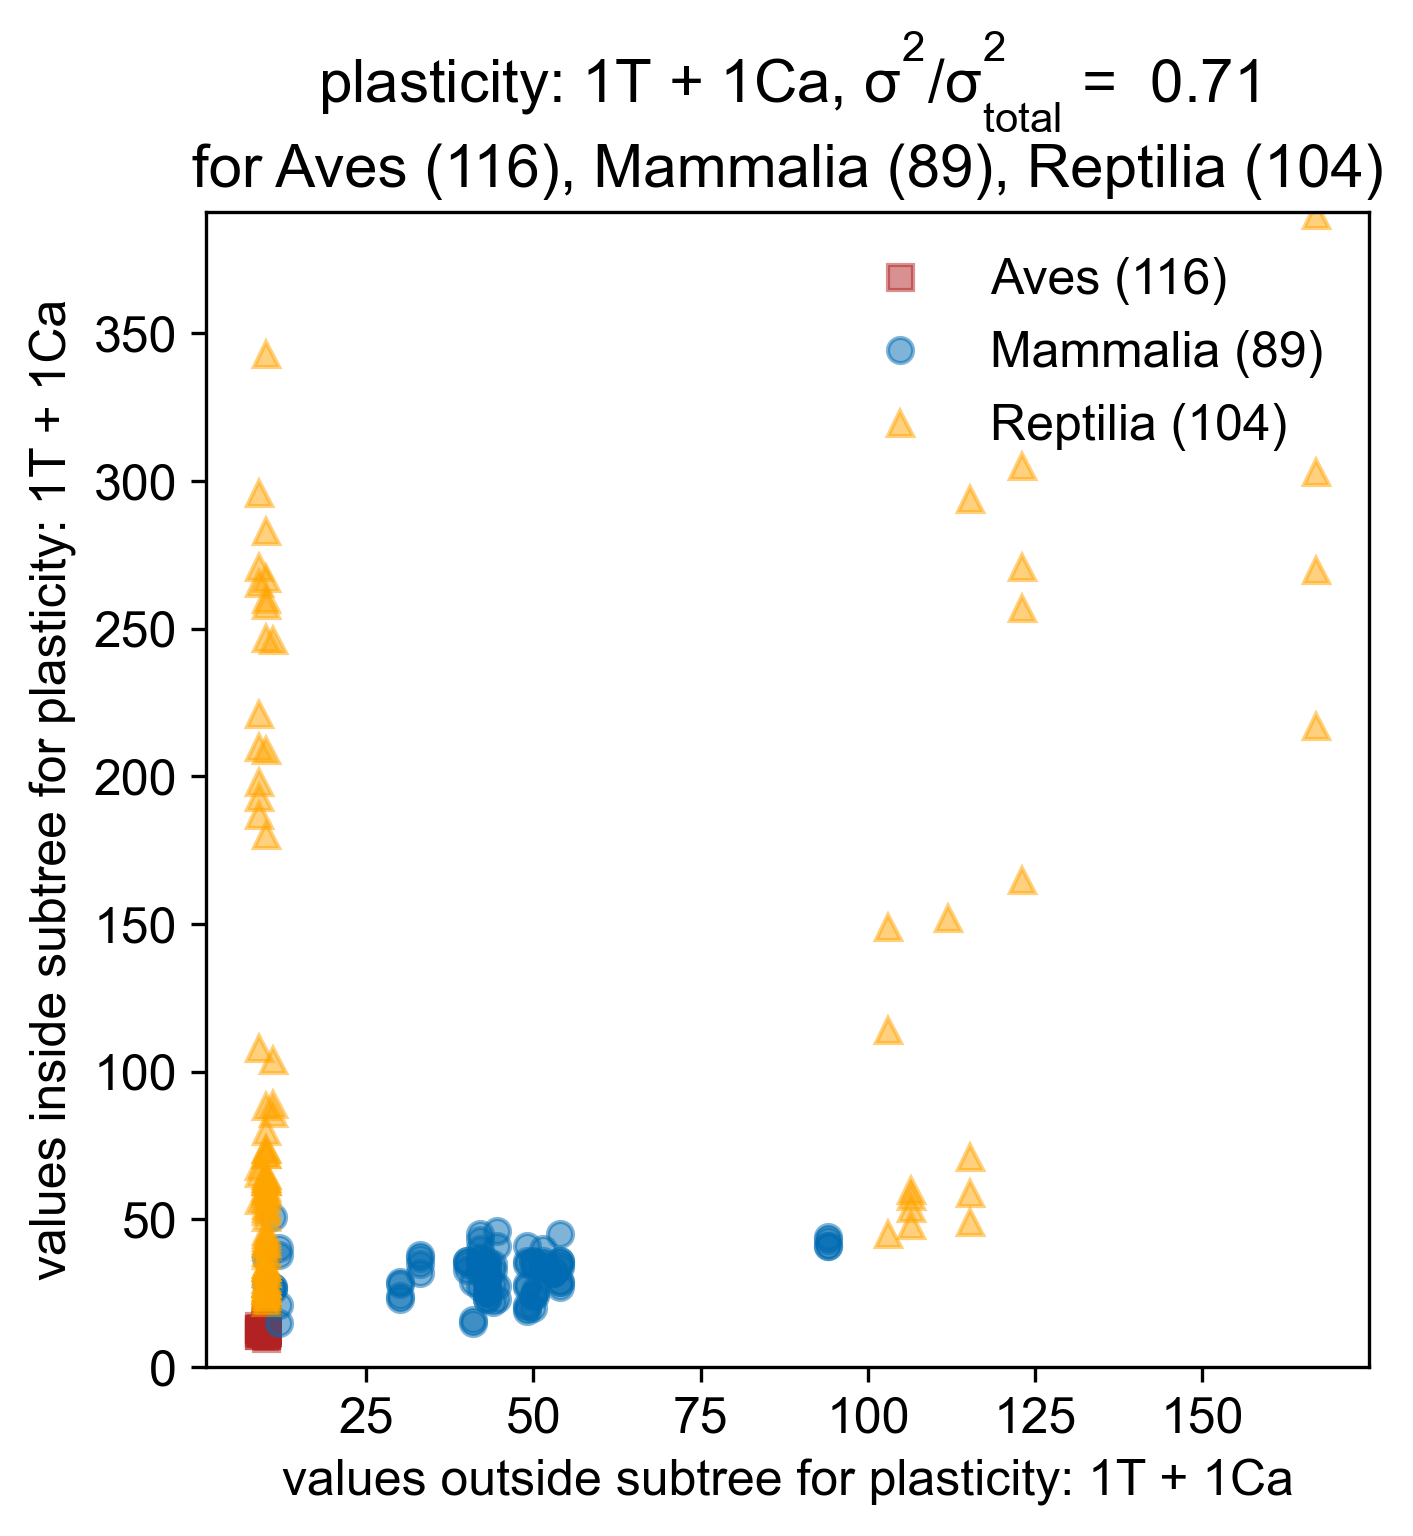 plasticity: 1T + 1Ca, σ²/σ²total = 0.71
for Aves (116), Mammalia (89), Reptilia (104)
Aves (116)
Mammalia (89)
Reptilia (104)
values inside subtree for plasticity: 1T + 1Ca
350
300
250
200
150
100
50
0
25 50 75 100 125 150
values outside subtree for plasticity: 1T + 1Ca